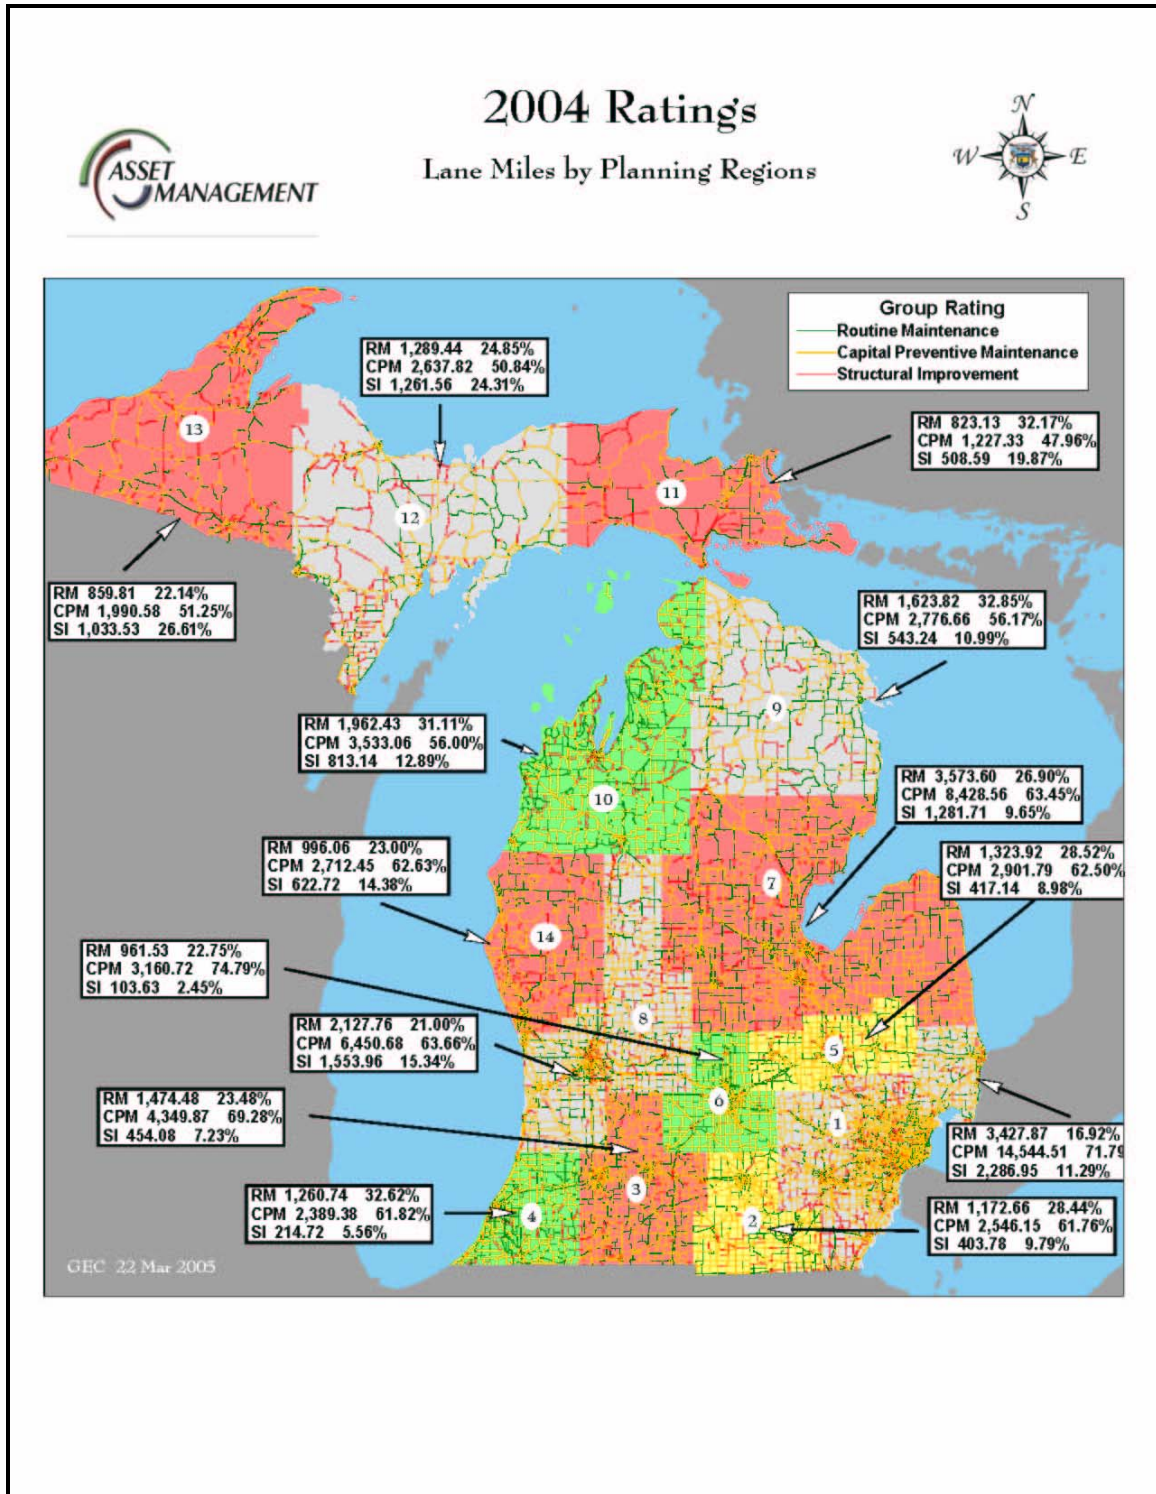 2004 Ratings
Lane Miles by Planning Regions
ASSET
MANAGEMENT
N
W E
S
Group Rating
Routine Maintenance
Capital Preventive Maintenance
Structural Improvement
RM 1,289.44 24.85%
CPM 2,637.82 50.84%
SI 1,261.56 24.31%
RM 823.13 32.17%
CPM 1,227.33 47.96%
SI 508.59 19.87%
13
11
12
RM 859.81 22.14%
CPM 1,990.58 51.25%
SI 1,033.53 26.61%
RM 1,623.82 32.85%
CPM 2,776.66 56.17%
SI 543.24 10.99%
9
RM 1,962.43 31.11%
CPM 3,533.06 56.00%
SI 813.14 12.89%
10
RM 3,573.60 26.90%
CPM 8,428.56 63.45%
SI 1,281.71 9.65%
RM 996.06 23.00%
CPM 2,712.45 62.63%
SI 622.72 14.38%
RM 1,323.92 28.52%
CPM 2,901.79 62.50%
SI 417.14 8.98%
7
14
RM 961.53 22.75%
CPM 3,160.72 74.79%
SI 103.63 2.45%
8
RM 2,127.76 21.00%
CPM 6,450.68 63.66%
SI 1,553.96 15.34%
5
6
RM 1,474.48 23.48%
CPM 4,349.87 69.28%
SI 454.08 7.23%
1
RM 3,427.87 16.92%
CPM 14,544.51 71.79
SI 2,286.95 11.29%
3
RM 1,260.74 32.62%
CPM 2,389.38 61.82%
SI 214.72 5.56%
4
2
RM 1,172.66 28.44%
CPM 2,546.15 61.76%
SI 403.78 9.79%
GEC 22 Mar 2005